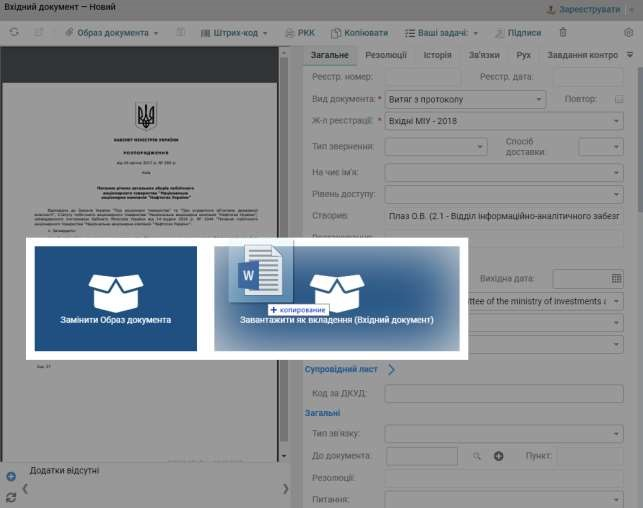 Вхідний документ — Новий
Зареєструвати
Образ документа
Штрих-код
РКК
Копіювати
Ваші задачі:
Підписи
Загальне
Резолюції
Історія
Зв'язки
Рух
Завдання контро
Реєстр. номер:
Реєстр. дата:
Вид документа: *
Витяг з протоколу
Повтор:
Ж-л реєстрації: *
Вхідні МІУ - 2018
Тип звернення:
Спосіб доставки:
На чиє ім'я:
Рівень доступу:
Створив:
Плаз О.В. (2.1 - Відділ інформаційно-аналітичного забезг
КАБІНЕТ МІНІСТРІВ УКРАЇНИ
РОЗПОРЯДЖЕННЯ
Київ
Замінити Образ документа
W
копирование
Завантажити як вкладення (Вхідний документ)
Вихідна дата:
ttee of the ministry of investments a
Супровідний лист
Код за ДКУД:
Загальні
Тип зв'язку:
До документа:
Пункт:
Резолюції:
Питання:
Додатки відсутні